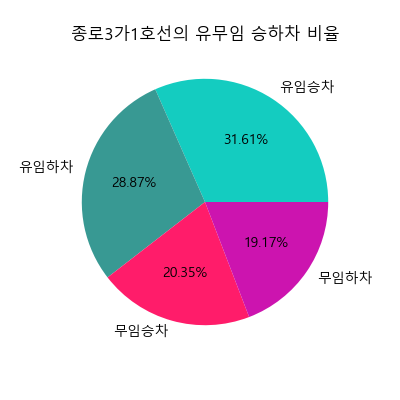 종로3가1호선의 유무임 승하차 비율
유임승차
31.61%
유임하차
28.87%
19.17%
20.35%
무임하차
무임승차